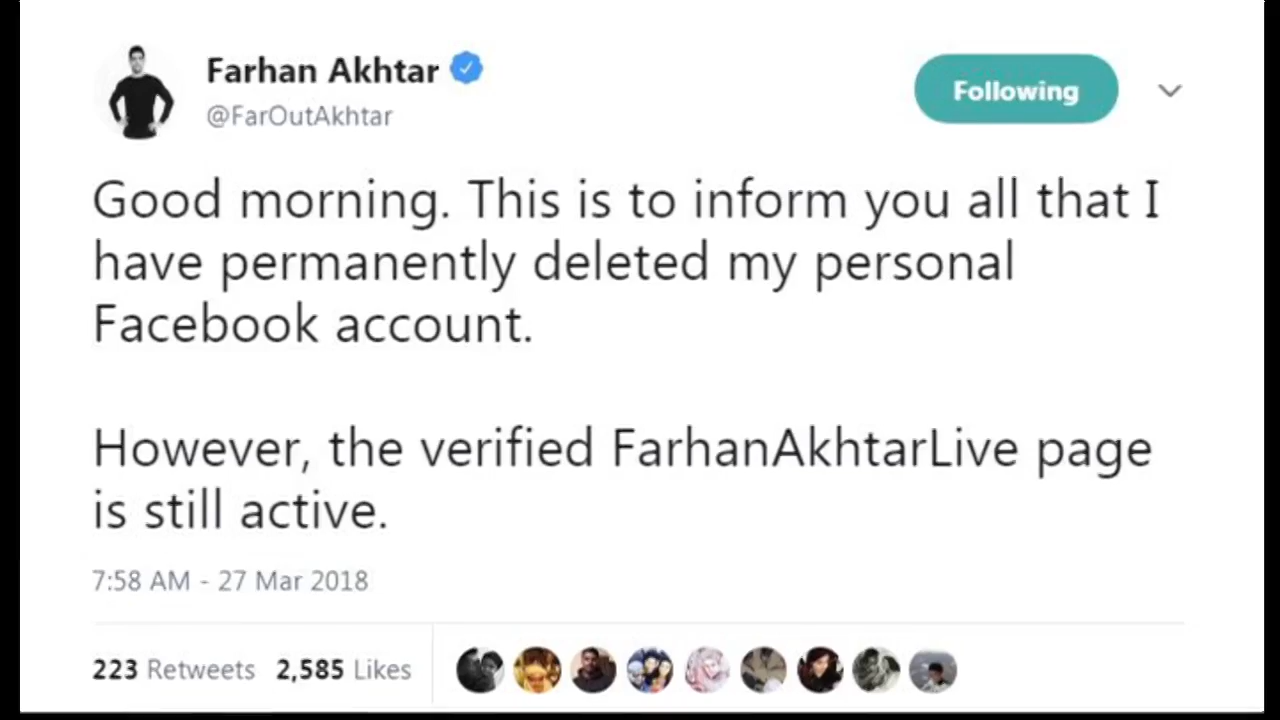 Farhan Akhtar
@FarOutAkhtar
Following
Good morning. This is to inform you all that I
have permanently deleted my personal
Facebook account.
However, the verified FarhanAkhtarLive page
is still active.
7:58 AM - 27 Mar 2018
223 Retweets 2,585 Likes